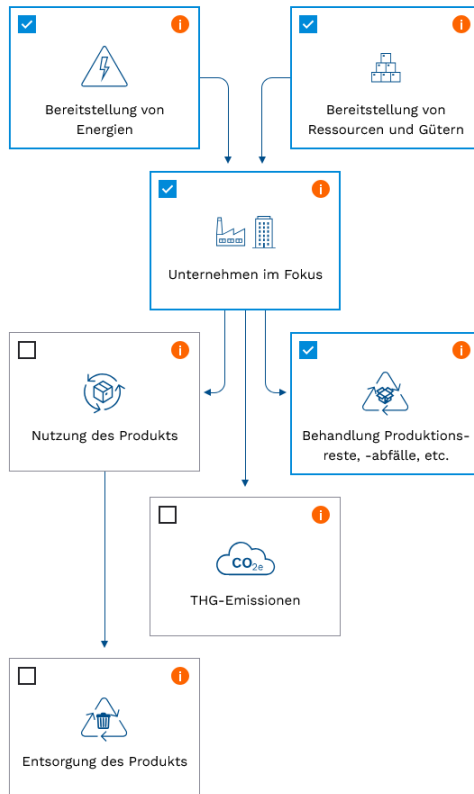 Bereitstellung von
Energien
Bereitstellung von
Ressourcen und Gütern
Unternehmen im Fokus
Nutzung des Produkts
Behandlung Produktions-
reste, -abfälle, etc.
CO2e
THG-Emissionen
Entsorgung des Produkts